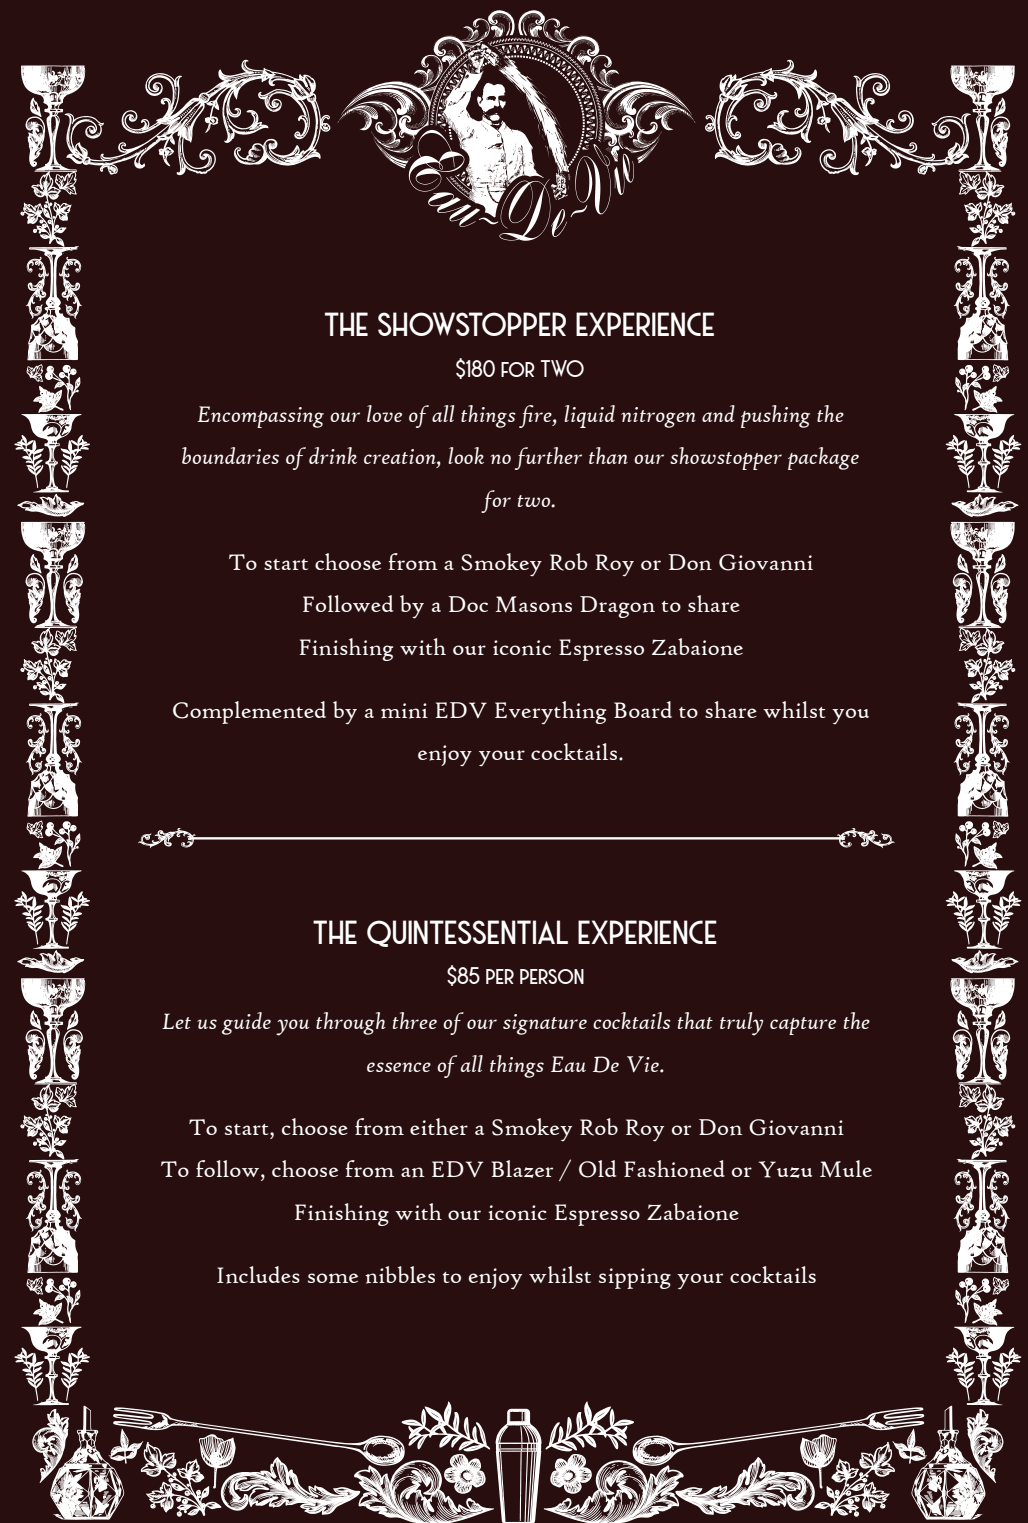 Eau~De~Vie
THE SHOWSTOPPER EXPERIENCE
$180 FOR TWO
Encompassing our love of all things fire, liquid nitrogen and pushing the
boundaries of drink creation, look no further than our showstopper package
for two.
To start choose from a Smokey Rob Roy or Don Giovanni
Followed by a Doc Masons Dragon to share
Finishing with our iconic Espresso Zabaione
Complemented by a mini EDV Everything Board to share whilst you
enjoy your cocktails.
THE QUINTESSENTIAL EXPERIENCE
$85 PER PERSON
Let us guide you through three of our signature cocktails that truly capture the
essence of all things Eau De Vie.
To start, choose from either a Smokey Rob Roy or Don Giovanni
To follow, choose from an EDV Blazer / Old Fashioned or Yuzu Mule
Finishing with our iconic Espresso Zabaione
Includes some nibbles to enjoy whilst sipping your cocktails